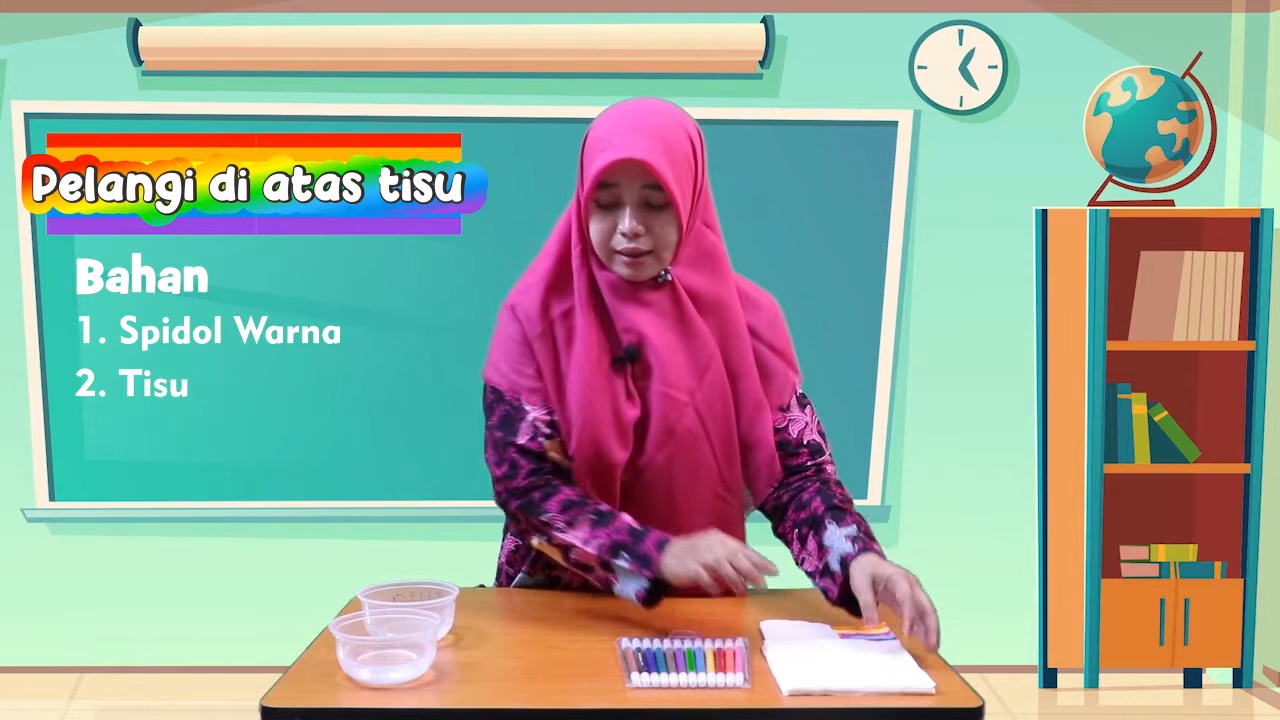 Pelangi di atas tisu
Bahan
1. Spidol Warna
2. Tisu